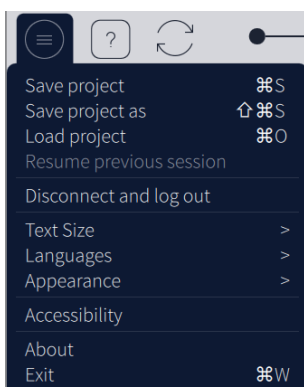 ?
Save project ⌘S
Save project as ⇧⌘S
Load project ⌘O
Resume previous session
Disconnect and log out
Text Size >
Languages >
Appearance >
Accessibility
About
Exit ⌘W